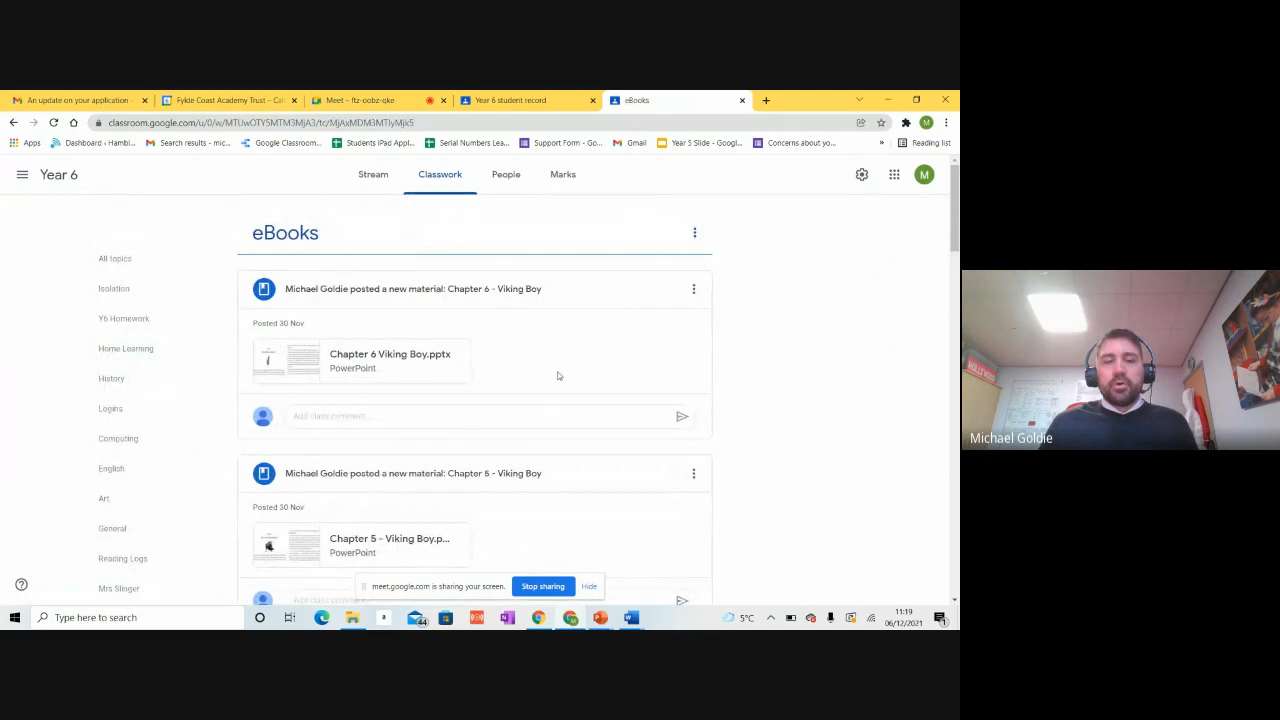 An update on your application
Fylde Coast Academy Trust – Cal
Meet – ftz-oobz-qke
Year 6 student record
eBooks
classroom.google.com/u/0/w/MTUwOTY5MTM3MjA3/tc/MjAxMDM3MTIyMjk5
Apps
Dashboard ‹ Hambl...
Search results - mic...
Google Classroom...
Students iPad Appl...
Serial Numbers Lea...
Support Form - Go...
Gmail
Year 5 Slide - Googl...
Concerns about yo...
»
Reading list
Year 6
Stream
Classwork
People
Marks
M
eBooks
All topics
Isolation
Y6 Homework
Home Learning
History
Logins
Computing
English
Art
General
Reading Logs
Mrs Slinger
Michael Goldie posted a new material: Chapter 6 - Viking Boy
Posted 30 Nov
Chapter 6 Viking Boy.pptx
PowerPoint
Add class comment...
Michael Goldie posted a new material: Chapter 5 - Viking Boy
Posted 30 Nov
Chapter 5 - Viking Boy.p...
PowerPoint
Add class comment...
meet.google.com is sharing your screen.
Stop sharing
Hide
Type here to search
44
5°C
11:19
06/12/2021
Michael Goldie